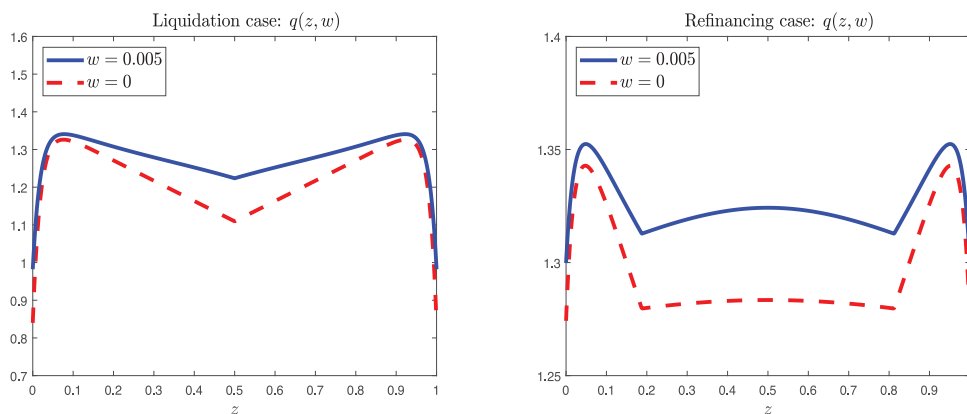 Liquidation case: q(z, w)
1.6
1.5
1.4
1.3
1.2
1.1
1
0.9
0.8
0.7
w = 0.005
w = 0
0 0.1 0.2 0.3 0.4 0.5 0.6 0.7 0.8 0.9 1
z
Refinancing case: q(z, w)
1.4
1.35
1.3
1.25
w = 0.005
w = 0
0 0.1 0.2 0.3 0.4 0.5 0.6 0.7 0.8 0.9
z